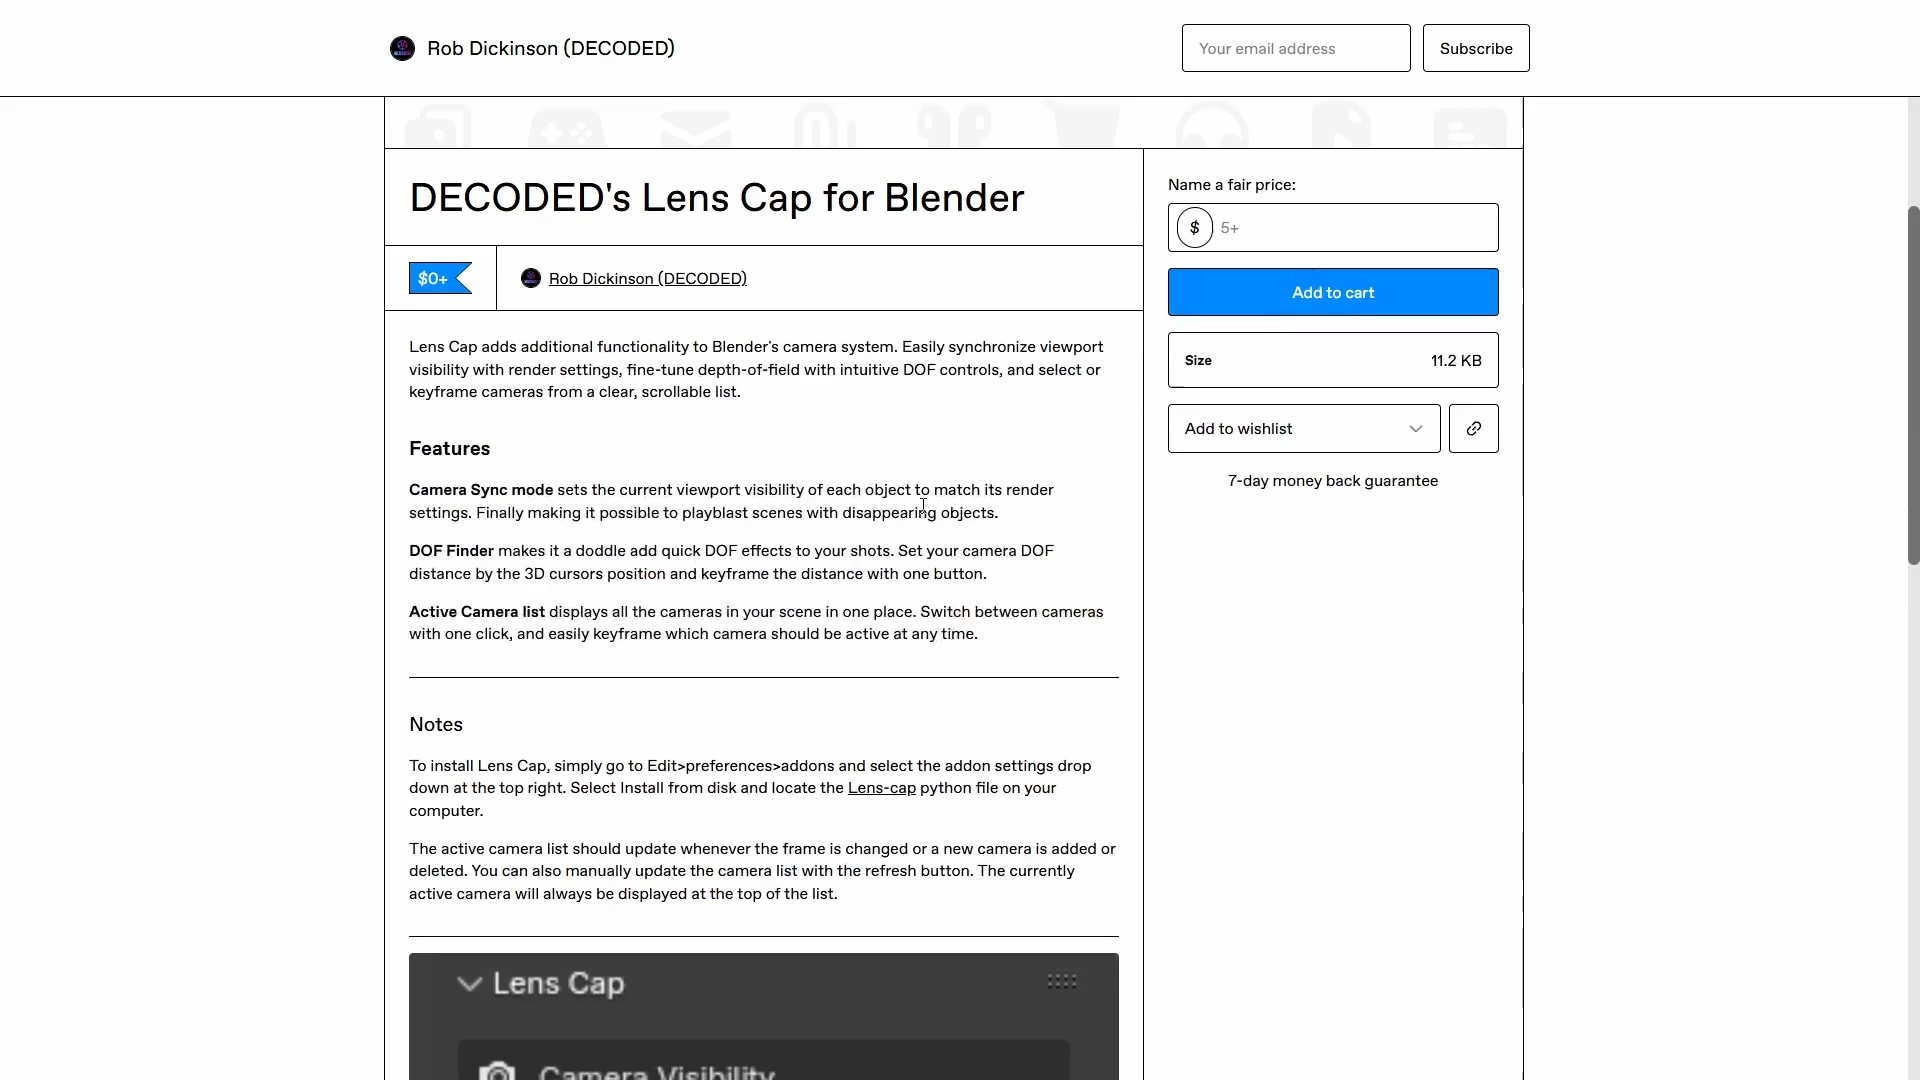 Rob Dickinson (DECODED)
Your email address
Subscribe
DECODED's Lens Cap for Blender
$0+
Rob Dickinson (DECODED)
Lens Cap adds additional functionality to Blender's camera system. Easily synchronize viewport
visibility with render settings, fine-tune depth-of-field with intuitive DOF controls, and select or
keyframe cameras from a clear, scrollable list.
Features
Camera Sync mode sets the current viewport visibility of each object to match its render
settings. Finally making it possible to playblast scenes with disappearing objects.
DOF Finder makes it a doddle add quick DOF effects to your shots. Set your camera DOF
distance by the 3D cursors position and keyframe the distance with one button.
Active Camera list displays all the cameras in your scene in one place. Switch between cameras
with one click, and easily keyframe which camera should be active at any time.
Notes
To install Lens Cap, simply go to Edit>preferences>addons and select the addon settings drop
down at the top right. Select Install from disk and locate the Lens-cap python file on your
computer.
The active camera list should update whenever the frame is changed or a new camera is added or
deleted. You can also manually update the camera list with the refresh button. The currently
active camera will always be displayed at the top of the list.
Lens Cap
Camera Visibility
Name a fair price:
$ 5+
Add to cart
Size 11.2 KB
Add to wishlist
7-day money back guarantee